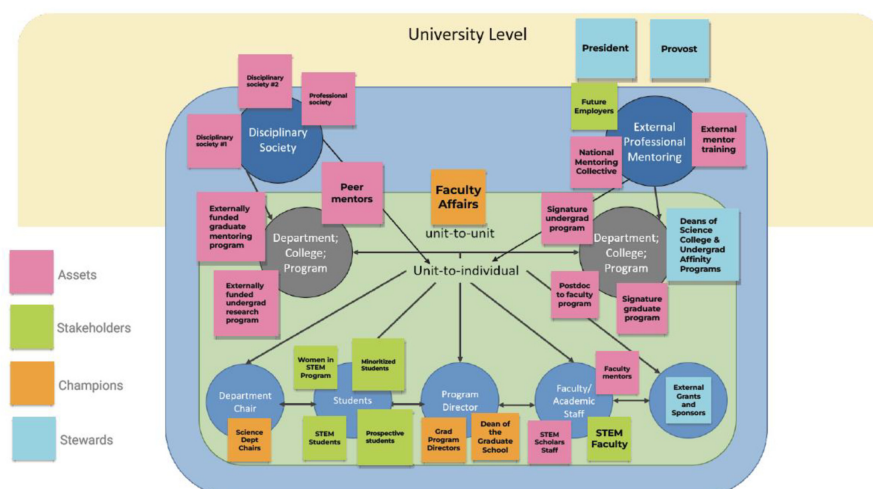 University Level
President
Provost
Disciplinary
society #2
Professional
society
Disciplinary
society #1
Disciplinary
Society
Future
Employers
External
Professional
Mentoring
National
Mentoring
Collective
External
mentor
training
Peer
mentors
Faculty
Affairs
unit-to-unit
Externally
funded
graduate
mentoring
program
Department;
College;
Program
Signature
undergrad
program
Department;
College;
Program
Deans of
Science
College &
Undergrad
Affinity
Programs
Unit-to-individual
Externally
funded
undergrad
research
program
Postdoc
to faculty
program
Signature
graduate
program
Assets
Stakeholders
Champions
Stewards
Women in
STEM
Program
Minoritized
Students
Faculty
mentors
Department
Chair
Students
Program
Director
Faculty/
Academic
Staff
External
Grants
and
Sponsors
Science
Dept
Chairs
STEM
Students
Prospective
students
Grad
Program
Directors
Dean of
the
Graduate
School
STEM
Scholars
Staff
STEM
Faculty